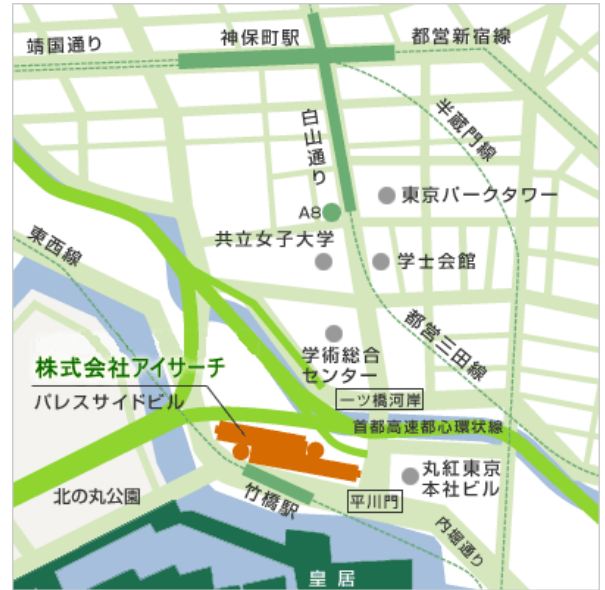 靖国通り
神保町駅
都営新宿線
白山通り
半蔵門線
A8
東京パークタワー
共立女子大学
学士会館
東西線
都営三田線
学術総合
センター
株式会社アイサーチ
パレスサイドビル
一ツ橋河岸
首都高速都心環状線
丸紅東京
本社ビル
北の丸公園
竹橋駅
平川門
内堀通り
皇居